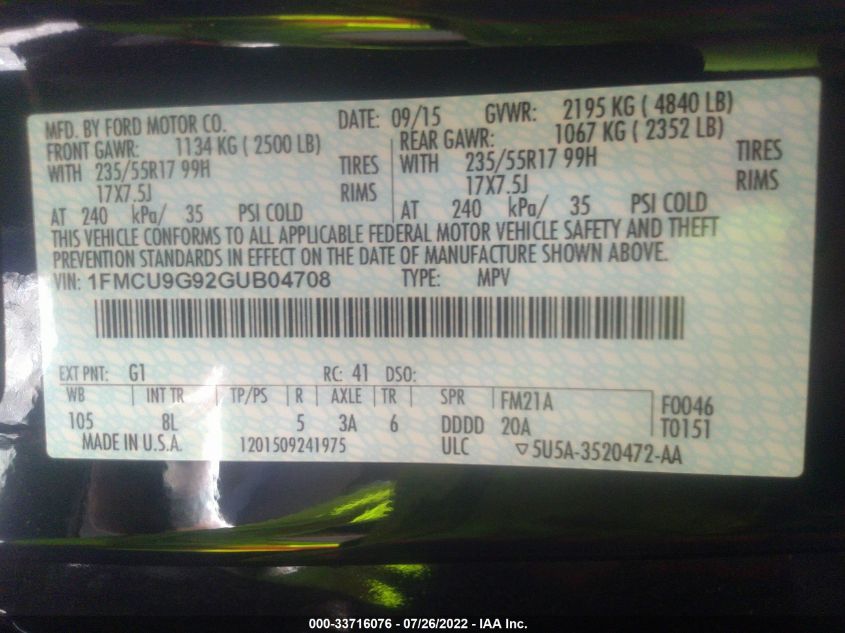 MFD. BY FORD MOTOR CO. DATE: 09/15 GVWR: 2195 KG ( 4840 LB)
FRONT GAWR: 1134 KG ( 2500 LB) REAR GAWR: 1067 KG ( 2352 LB)
WITH 235/55R17 99H TIRES WITH 235/55R17 99H TIRES
17X7.5J RIMS 17X7.5J RIMS
AT 240 kPa/ 35 PSI COLD AT 240 kPa/ 35 PSI COLD
THIS VEHICLE CONFORMS TO ALL APPLICABLE FEDERAL MOTOR VEHICLE SAFETY AND THEFT
PREVENTION STANDARDS IN EFFECT ON THE DATE OF MANUFACTURE SHOWN ABOVE.
VIN: 1FMCU9G92GUB04708 TYPE: MPV
EXT PNT: G1 RC: 41 DSO:
WB INT TR TP/PS R AXLE TR SPR FM21A F0046
105 8L 5 3A 6 DDDD 20A T0151
MADE IN U.S.A. 1201509241975 ULC ▽5U5A-3520472-AA
000-33716076 - 07/26/2022 - IAA Inc.